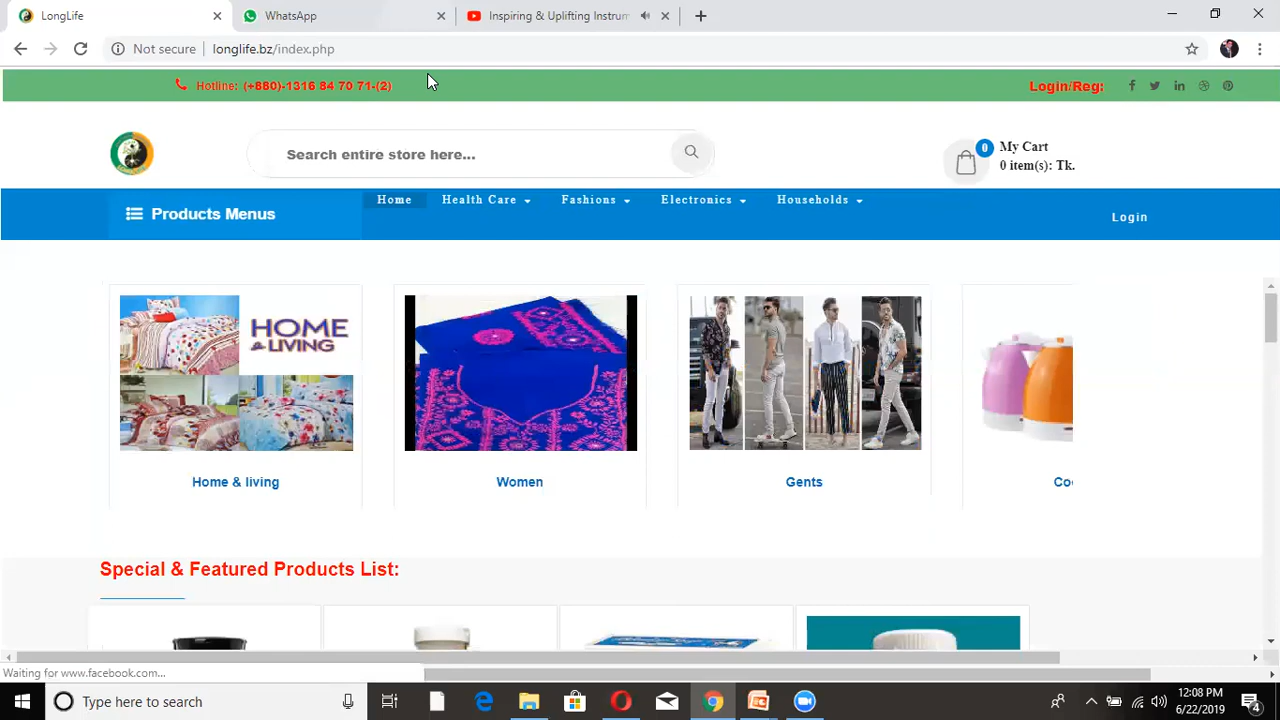 LongLife
WhatsApp
Inspiring & Uplifting Instrum
Not secure
longlife.bz/index.php
Hotline: (+880)-1316 84 70 71-(2)
Login/Reg:
Search entire store here...
0
My Cart
0 item(s): Tk.
Products Menus
Home
Health Care
Fashions
Electronics
Households
Login
HOME
& LIVING
Home & living
Women
Gents
Coo
Special & Featured Products List:
Waiting for www.facebook.com...
Type here to search
12:08 PM
6/22/2019
4